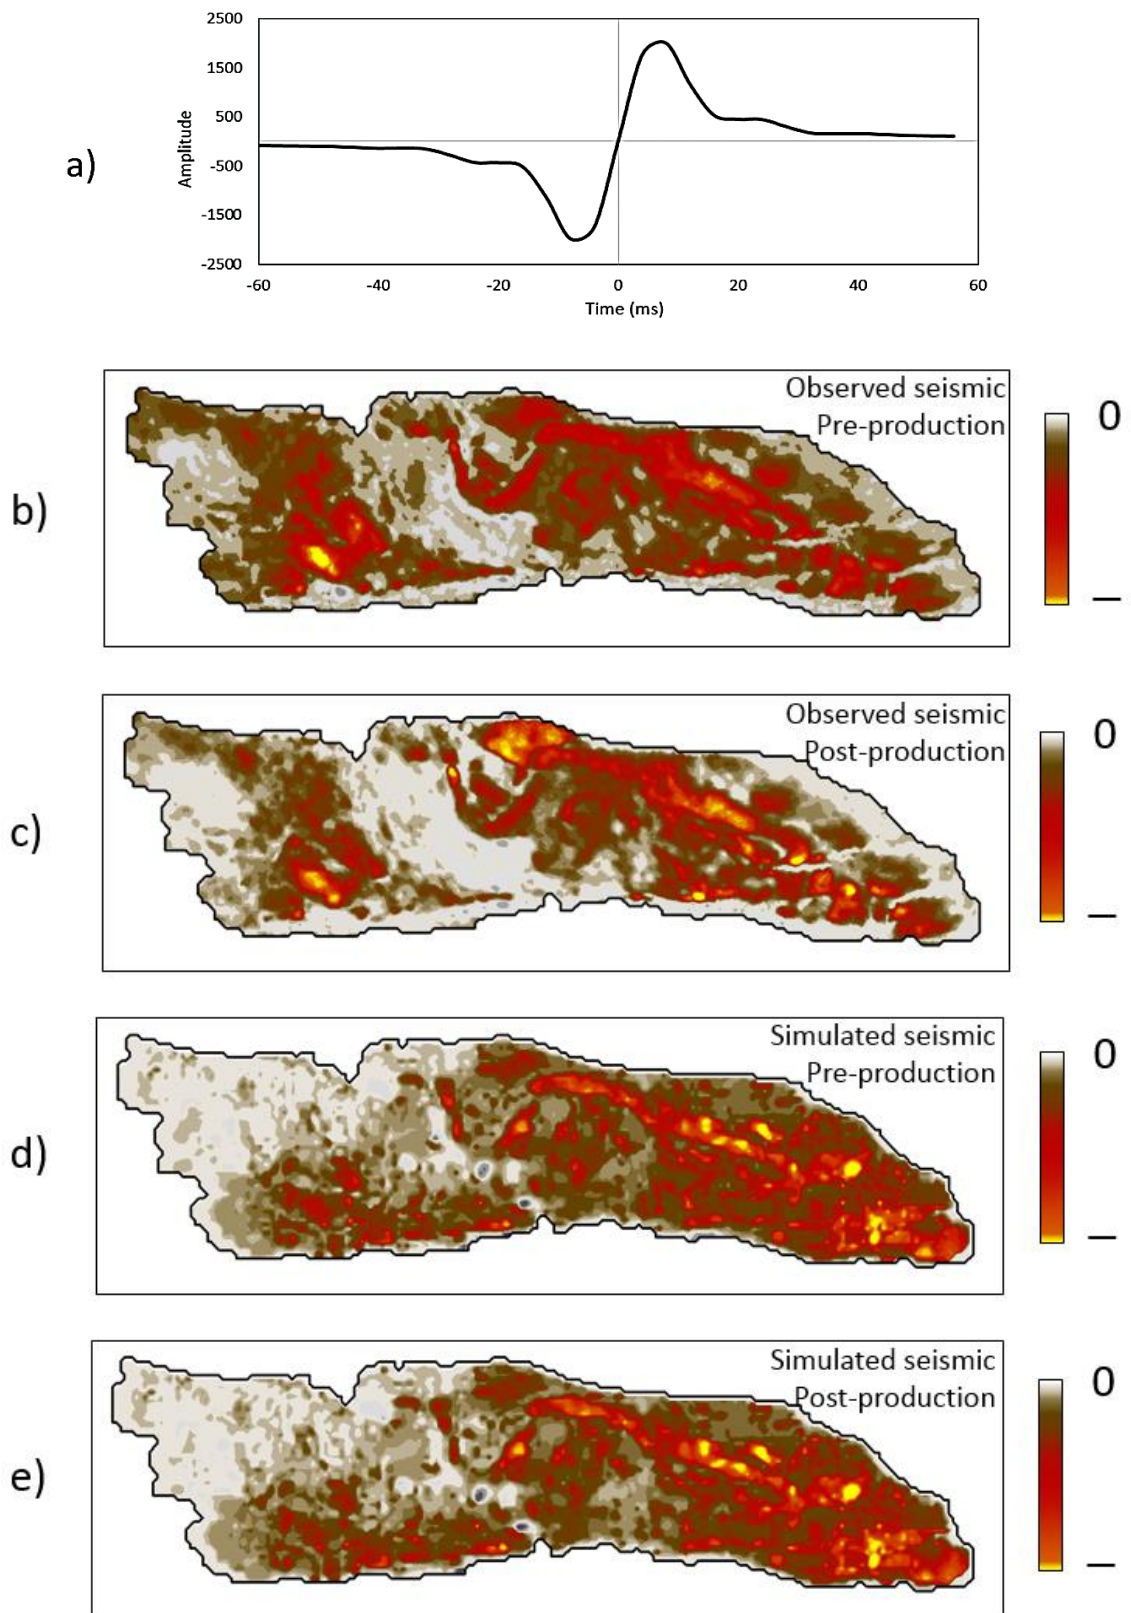 2500
1500
500
-500
-1500
-2500
Amplitude
a)
-60 -40 -20 0 20 40 60
Time (ms)
b)
Observed seismic
Pre-production
0
—
c)
Observed seismic
Post-production
0
—
d)
Simulated seismic
Pre-production
0
—
e)
Simulated seismic
Post-production
0
—